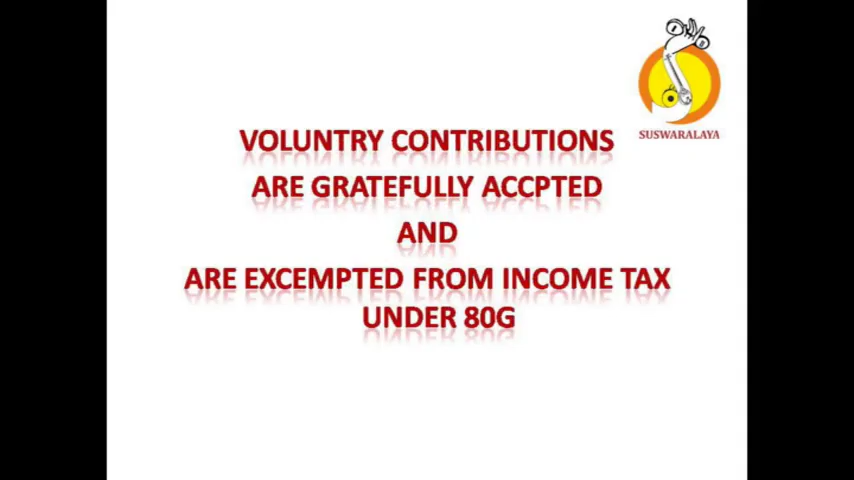 SUSWARALAYA
VOLUNTRY CONTRIBUTIONS
ARE GRATEFULLY ACCPTED
AND
ARE EXCEMPTED FROM INCOME TAX
UNDER 80G